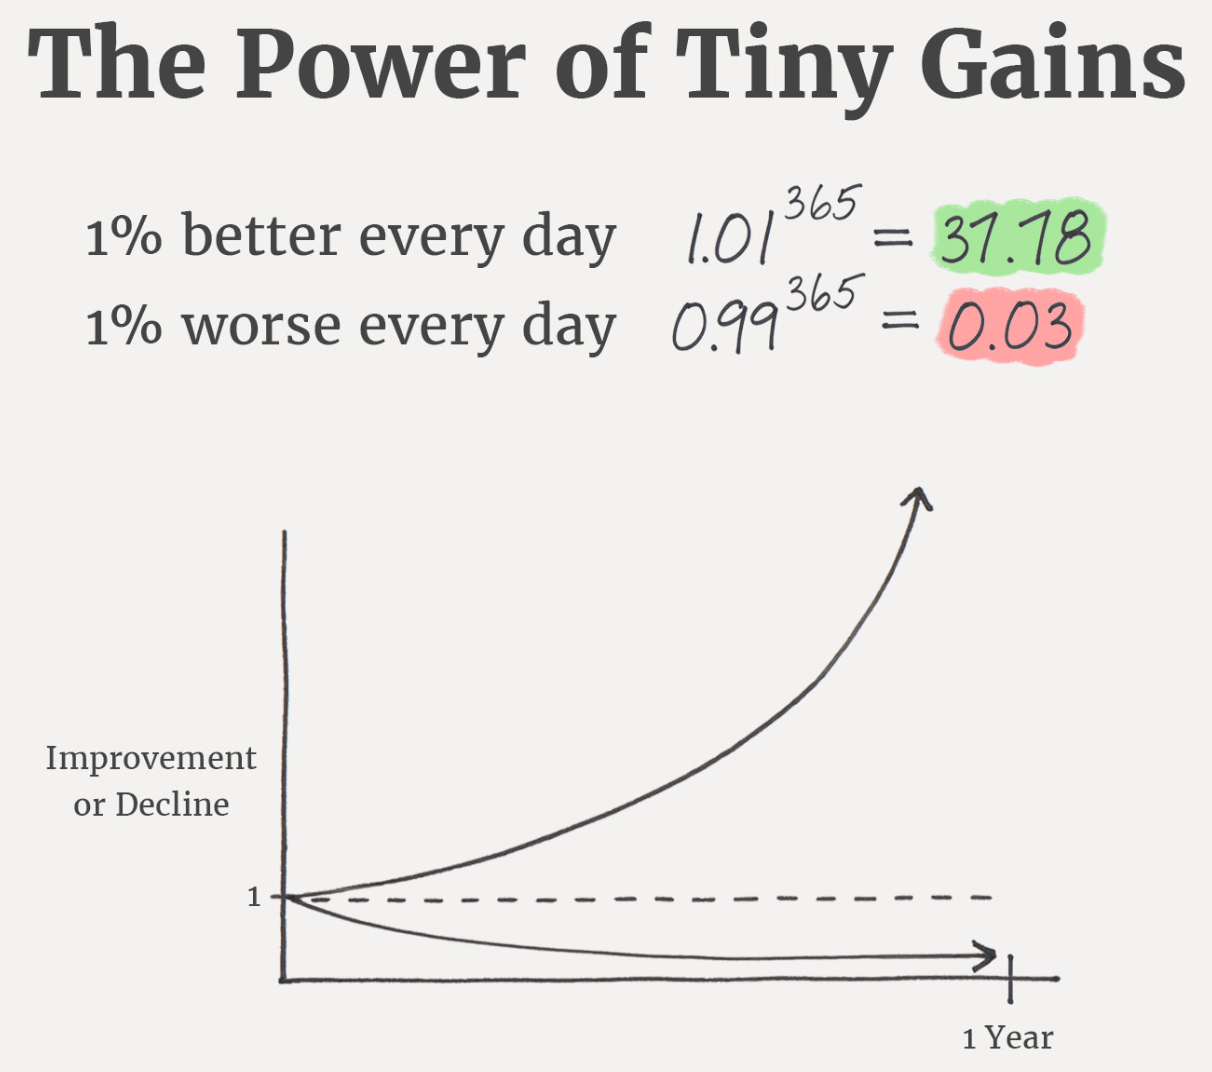 The Power of Tiny Gains
1% better every day 1.01^365 = 37.78
1% worse every day 0.99^365 = 0.03
Improvement
or Decline
1
1 Year